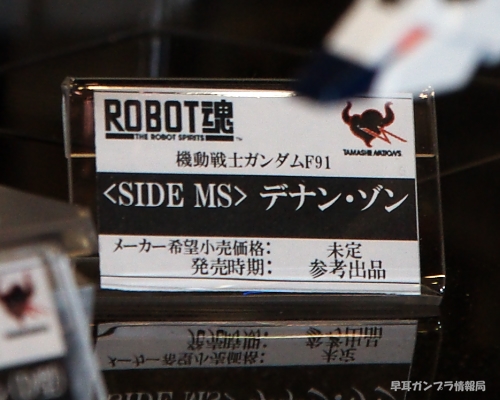 ROBOT魂
THE ROBOT SPIRITS™
TAMASHII NATIONS
機動戦士ガンダムF91
<SIDE MS> デナン・ゾン
メーカー希望小売価格: 未定
発売時期: 参考出品
早耳ガンプラ情報局